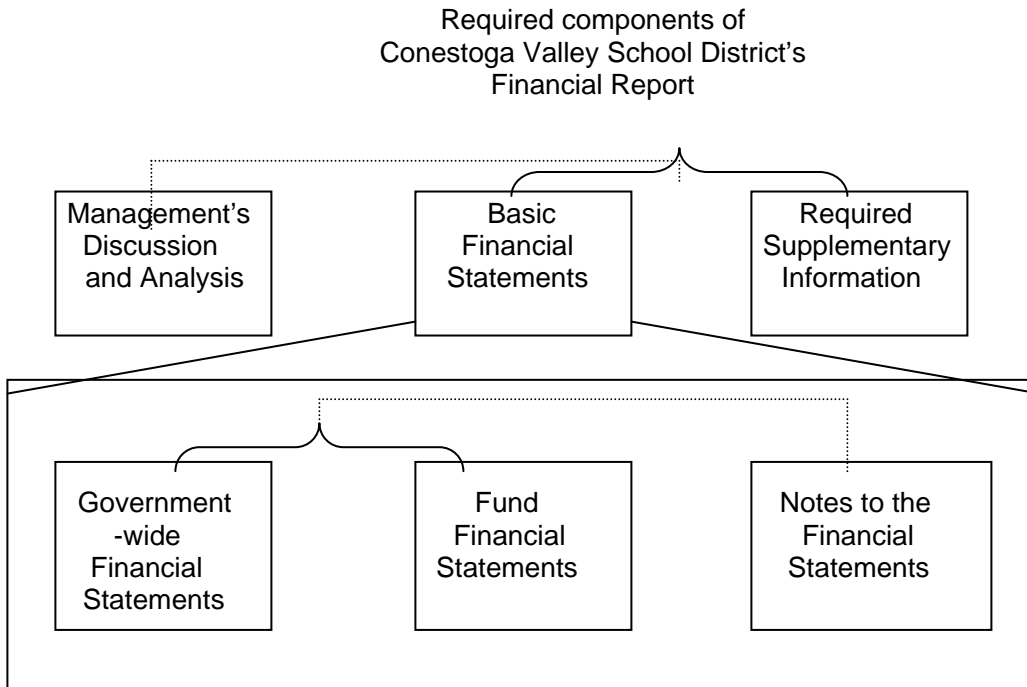 Required components of
Conestoga Valley School District's
Financial Report
Management's
Discussion
and Analysis
Basic
Financial
Statements
Required
Supplementary
Information
Government
-wide
Financial
Statements
Fund
Financial
Statements
Notes to the
Financial
Statements